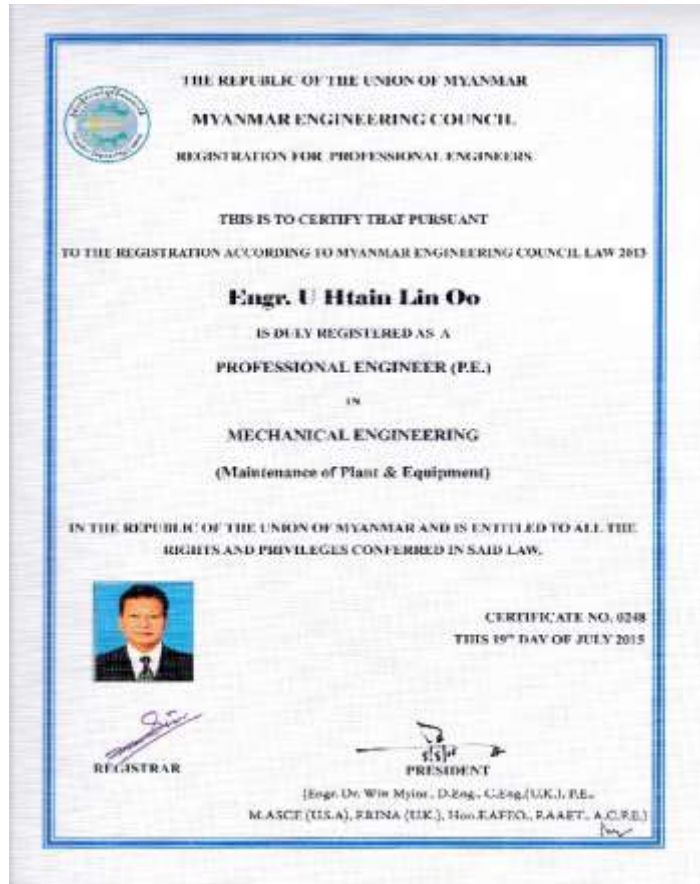 THE REPUBLIC OF THE UNION OF MYANMAR
MYANMAR ENGINEERING COUNCIL
REGISTRATION FOR PROFESSIONAL ENGINEERS
THIS IS TO CERTIFY THAT PURSUANT
TO THE REGISTRATION ACCORDING TO MYANMAR ENGINEERING COUNCIL LAW 2013
Engr. U Htain Lin Oo
IS DULY REGISTERED AS A
PROFESSIONAL ENGINEER (P.E.)
IN
MECHANICAL ENGINEERING
(Maintenance of Plant & Equipment)
IN THE REPUBLIC OF THE UNION OF MYANMAR AND IS ENTITLED TO ALL THE
RIGHTS AND PRIVILEGES CONFERRED IN SAID LAW.
CERTIFICATE NO. 0248
THIS 19th DAY OF JULY 2015
REGISTRAR
PRESIDENT
(Engr. Dr. Win Myint, D.Eng., C.Eng.(U.K.), P.E.,
M.ASCE (U.S.A), FRINA (U.K.), Hon.FAFEO., F.AAET., A.C.P.E.)